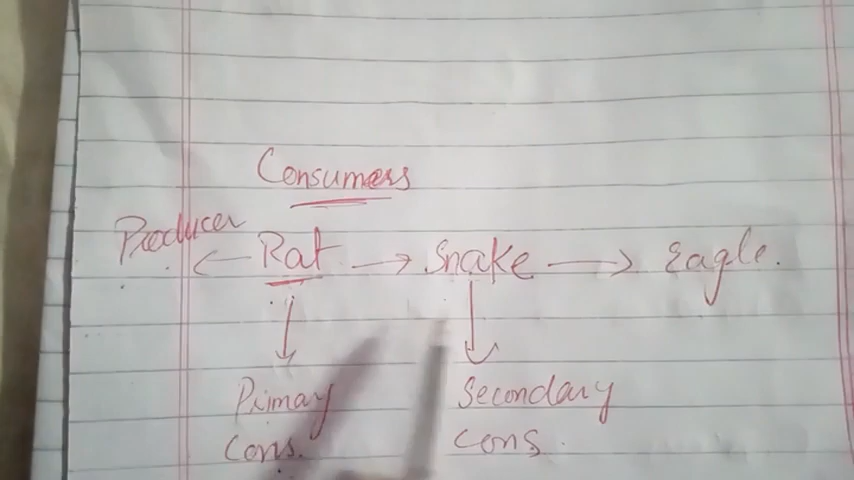 Consumers
Producer
← Rat → Snake → Eagle.
Primary Secondary
Cons. Cons.